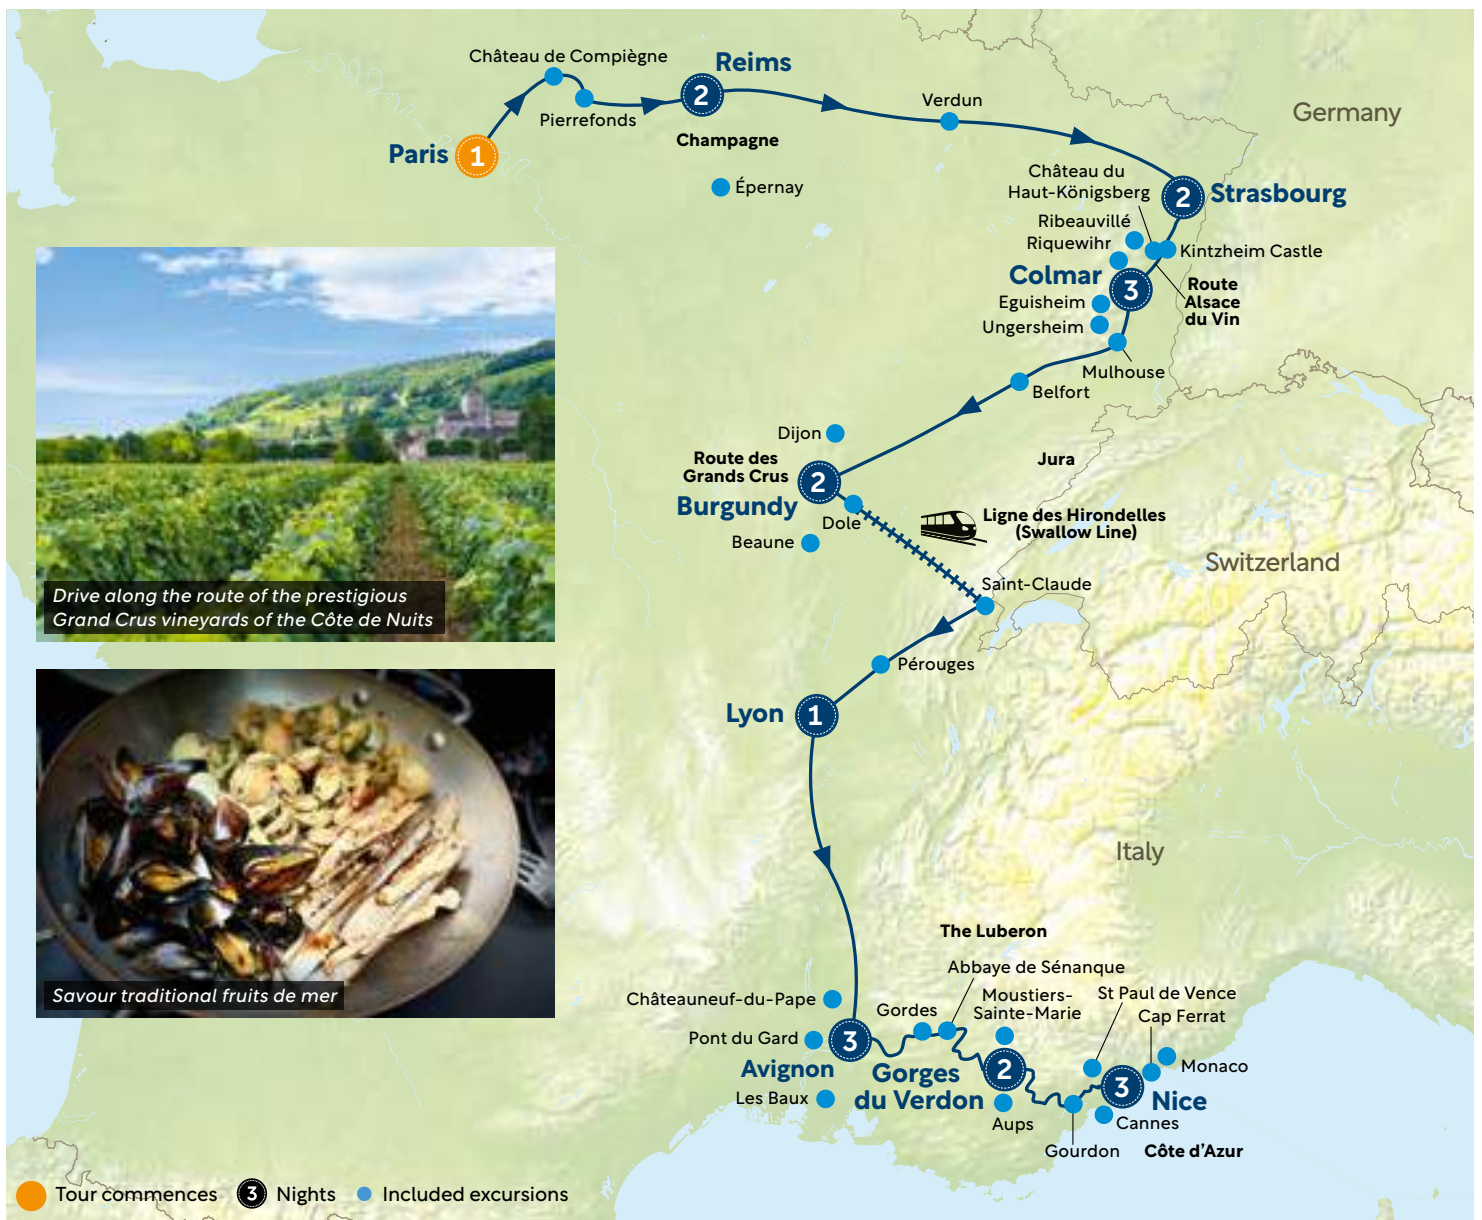 Château de Compiègne
Reims
2
Pierrefonds
Verdun
Champagne
Paris
1
Épernay
Germany
Château du
Haut-Königsberg
2
Strasbourg
Ribeauvillé
Riquewihr
Kintzheim Castle
Colmar
3
Route
Alsace
du Vin
Eguisheim
Ungersheim
Mulhouse
Belfort
Dijon
Route des
Grands Crus
2
Burgundy
Jura
Dole
Beaune
Ligne des Hirondelles
(Swallow Line)
Switzerland
Saint-Claude
Drive along the route of the prestigious
Grand Crus vineyards of the Côte de Nuits
Pérouges
Lyon
1
Italy
The Luberon
Abbaye de Sénanque
Savour traditional fruits de mer
Châteauneuf-du-Pape
Gordes
Moustiers-
Sainte-Marie
St Paul de Vence
Cap Ferrat
Pont du Gard
3
Avignon
Monaco
Gorges
du Verdon
2
3
Nice
Les Baux
Aups
Cannes
Gourdon
Côte d'Azur
Tour commences
3
Nights
Included excursions